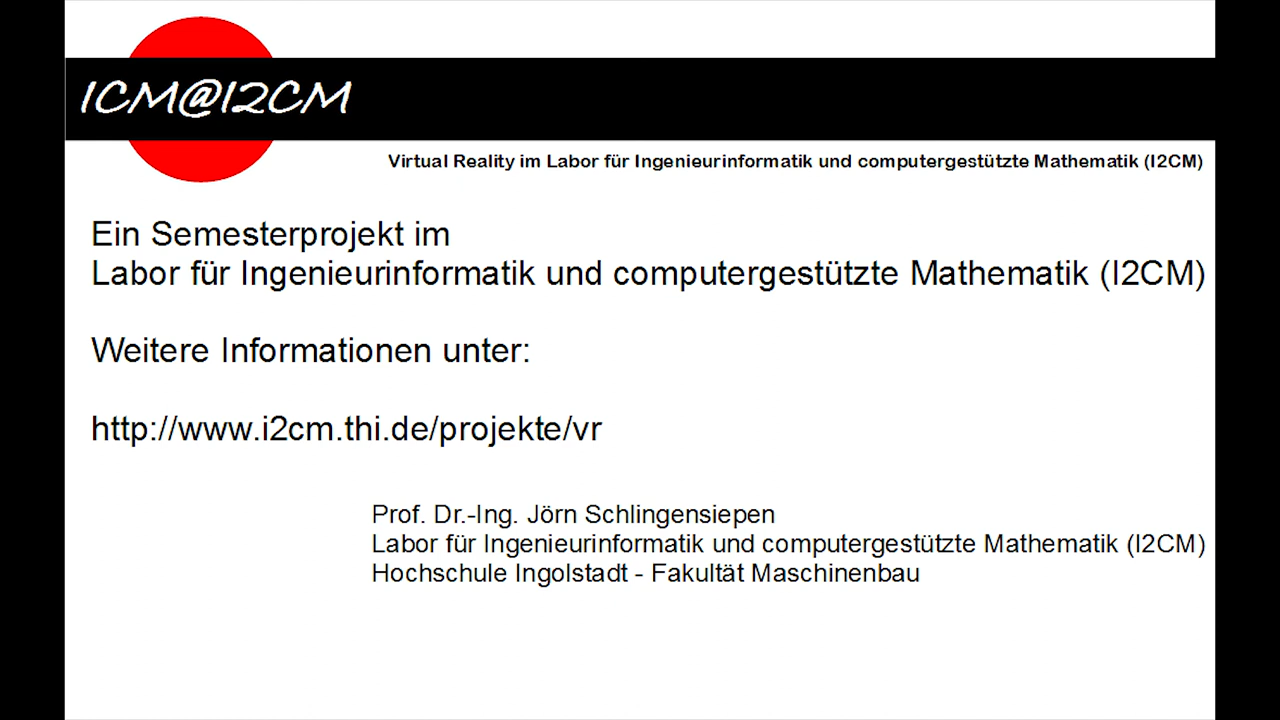 ICM@I2CM
Virtual Reality im Labor für Ingenieurinformatik und computergestützte Mathematik (I2CM)
Ein Semesterprojekt im
Labor für Ingenieurinformatik und computergestützte Mathematik (I2CM)
Weitere Informationen unter:
http://www.i2cm.thi.de/projekte/vr
Prof. Dr.-Ing. Jörn Schlingensiepen
Labor für Ingenieurinformatik und computergestützte Mathematik (I2CM)
Hochschule Ingolstadt - Fakultät Maschinenbau